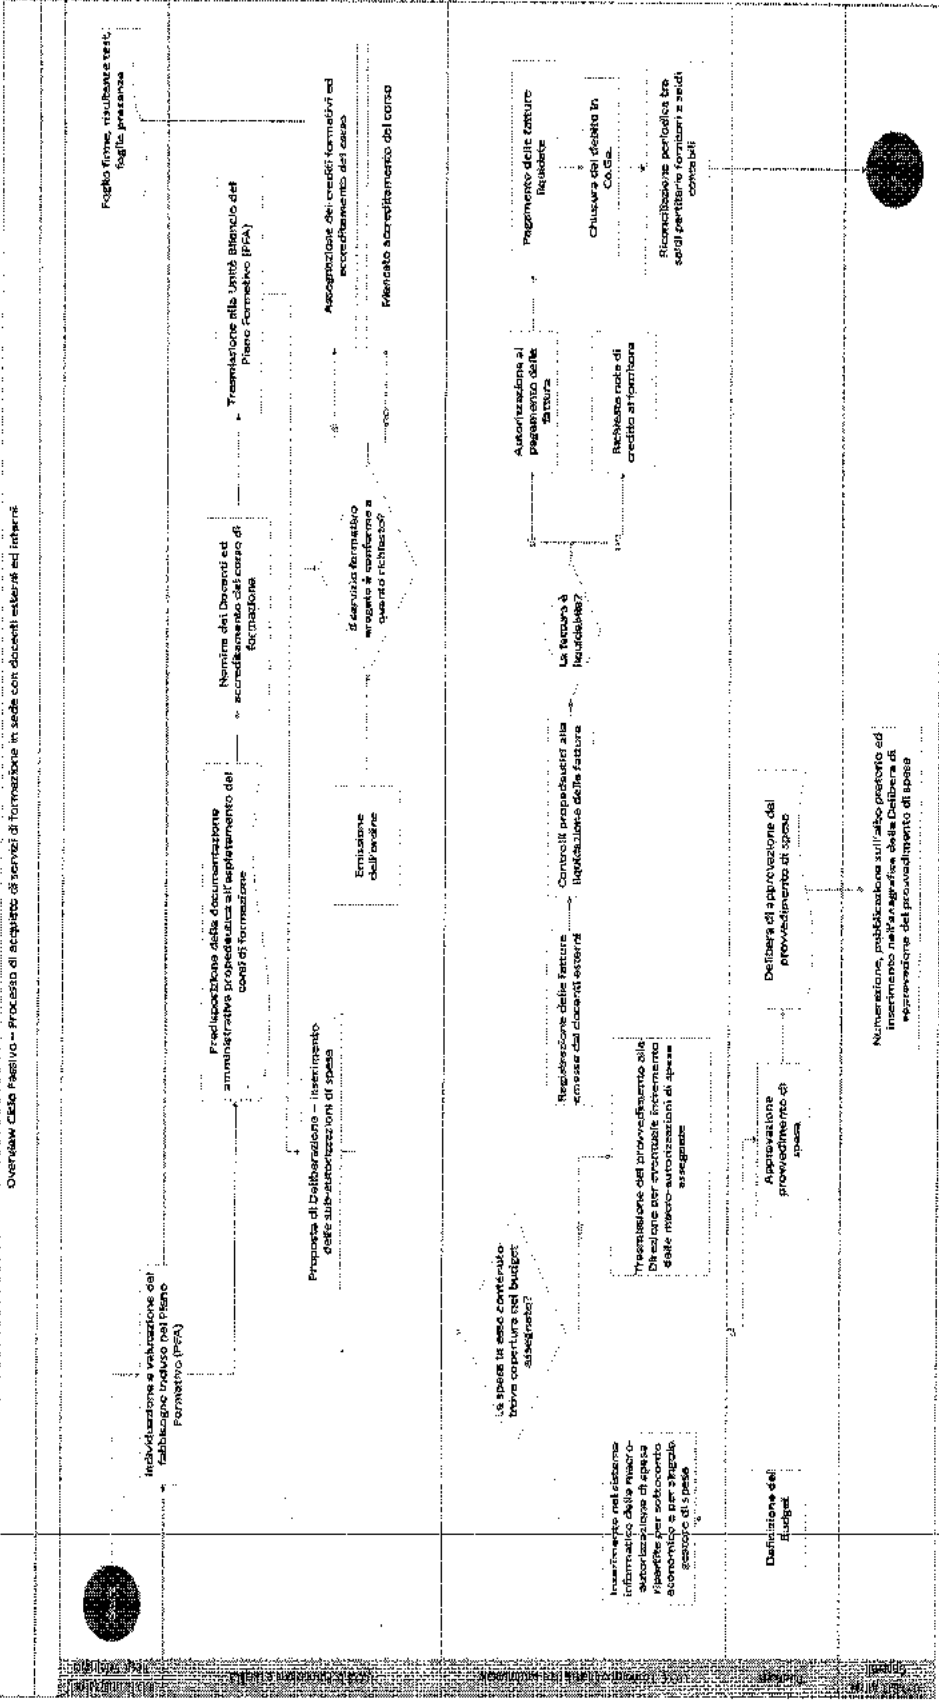 Overview Ciclo Passivo – Processo di acquisto di servizi di formazione in sede con docenti esterni ed interni
Individuazione e valutazione del
fabbisogno incluso nel Piano
Formativo (PFA)
Foglio firme, risultanze test,
foglio presenze
Predisposizione della documentazione
amministrativa propedeutica all'espletamento dei
corsi di formazione
Nomina dei Docenti ed
accreditamento del corso di
formazione
Trasmissione alla Unità Bilancio del
Piano Formativo (PFA)
Proposta di Deliberazione – inserimento
delle sub-autorizzazioni di spesa
Emissione
dell'ordine
Il servizio formativo
erogato è conforme a
quanto richiesto?
Assegnazione dei crediti formativi ed
accreditamento del corso
Mancato accreditamento del corso
La spesa in esso contenuto
trova copertura nel budget
assegnato?
Registrazione delle fatture
emesse dai docenti esterni
Controlli propedeutici alla
liquidazione delle fatture
La fattura è
liquidabile?
Autorizzazione al
pagamento della
fattura
Richiesta note di
credito al fornitore
Pagamento delle fatture
liquidate
Chiusura del debito in
Co.Ge.
Riconciliazione periodica tra
saldi partitario fornitori e saldi
contabili
Inserimento nel sistema
informatico delle macro-
autorizzazione di spesa
ripartite per sottoconto
economico e per singolo
gestore di spesa
Trasmissione del provvedimento alla
Direzione per eventuale incremento
delle macro-autorizzazioni di spesa
assegnate
Definizione del
Budget
Approvazione
provvedimento di
spesa
Delibera di approvazione del
provvedimento di spesa
Numerazione, pubblicazione sull'albo pretorio ed
inserimento nell'anagrafica della Delibera di
approvazione del provvedimento di spesa